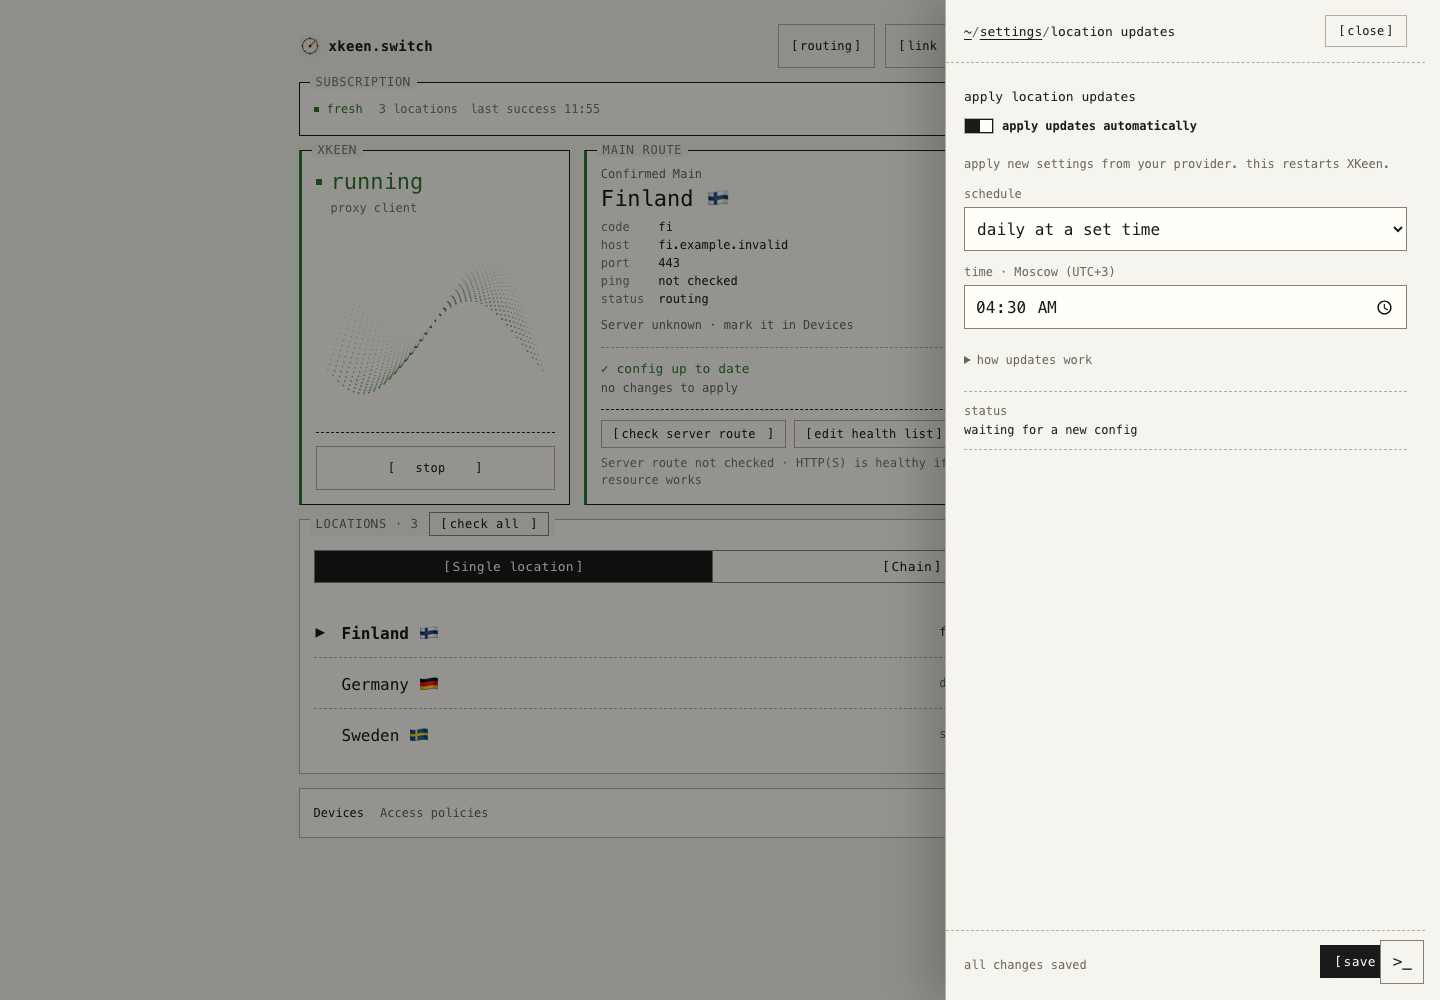 xkeen.switch
[routing]
[link
SUBSCRIPTION
fresh 3 locations last success 11:55
XKEEN
running
proxy client
[ stop ]
MAIN ROUTE
Confirmed Main
Finland
code fi
host fi.example.invalid
port 443
ping not checked
status routing
Server unknown · mark it in Devices
✓ config up to date
no changes to apply
[check server route ] [edit health list]
Server route not checked · HTTP(S) is healthy if
resource works
LOCATIONS · 3 [check all ]
[Single location] [Chain]
▶ Finland
Germany
Sweden
Devices Access policies
~/settings/location updates
[close]
apply location updates
apply updates automatically
apply new settings from your provider. this restarts XKeen.
schedule
daily at a set time
time · Moscow (UTC+3)
04:30 AM
▶ how updates work
status
waiting for a new config
all changes saved
[save
>_